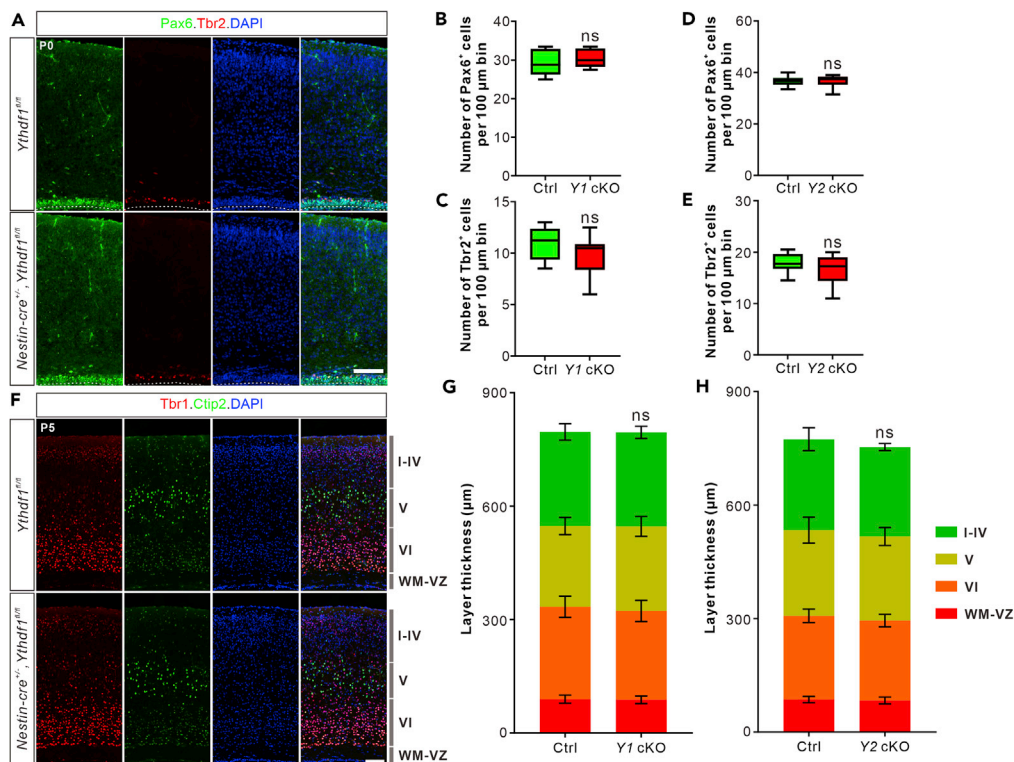 A
Pax6.Tbr2.DAPI
P0
Ythdf1fl/fl
Nestin-cre+/-, Ythdf1fl/fl
B
Number of Pax6+ cells
per 100 μm bin
40
30
20
10
0
ns
Ctrl
Y1 cKO
D
Number of Pax6+ cells
per 100 μm bin
60
40
20
0
ns
Ctrl
Y2 cKO
C
Number of Tbr2+ cells
per 100 μm bin
15
10
5
0
ns
Ctrl
Y1 cKO
E
Number of Tbr2+ cells
per 100 μm bin
30
20
10
0
ns
Ctrl
Y2 cKO
F
Tbr1.Ctip2.DAPI
P5
Ythdf1fl/fl
I-IV
V
VI
WM-VZ
Nestin-cre+/-, Ythdf1fl/fl
I-IV
V
VI
WM-VZ
G
Layer thickness (μm)
900
600
300
0
ns
Ctrl
Y1 cKO
H
Layer thickness (μm)
900
600
300
0
ns
Ctrl
Y2 cKO
I-IV
V
VI
WM-VZ